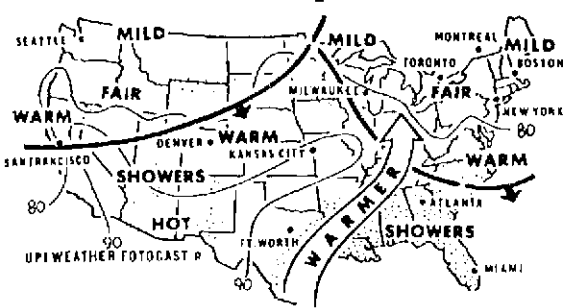 SEATTLE
MILD
MILD
MONTREAL
MILD
TORONTO
BOSTON
FAIR
MILWAUKEE
FAIR
NEW YORK
80
WARM
DENVER
WARM
KANSAS CITY
WARM
SAN FRANCISCO
SHOWERS
80
WARMER
ATLANTA
HOT
FT. WORTH
SHOWERS
90
UPI WEATHER FOTOCAST ®
90
MIAMI